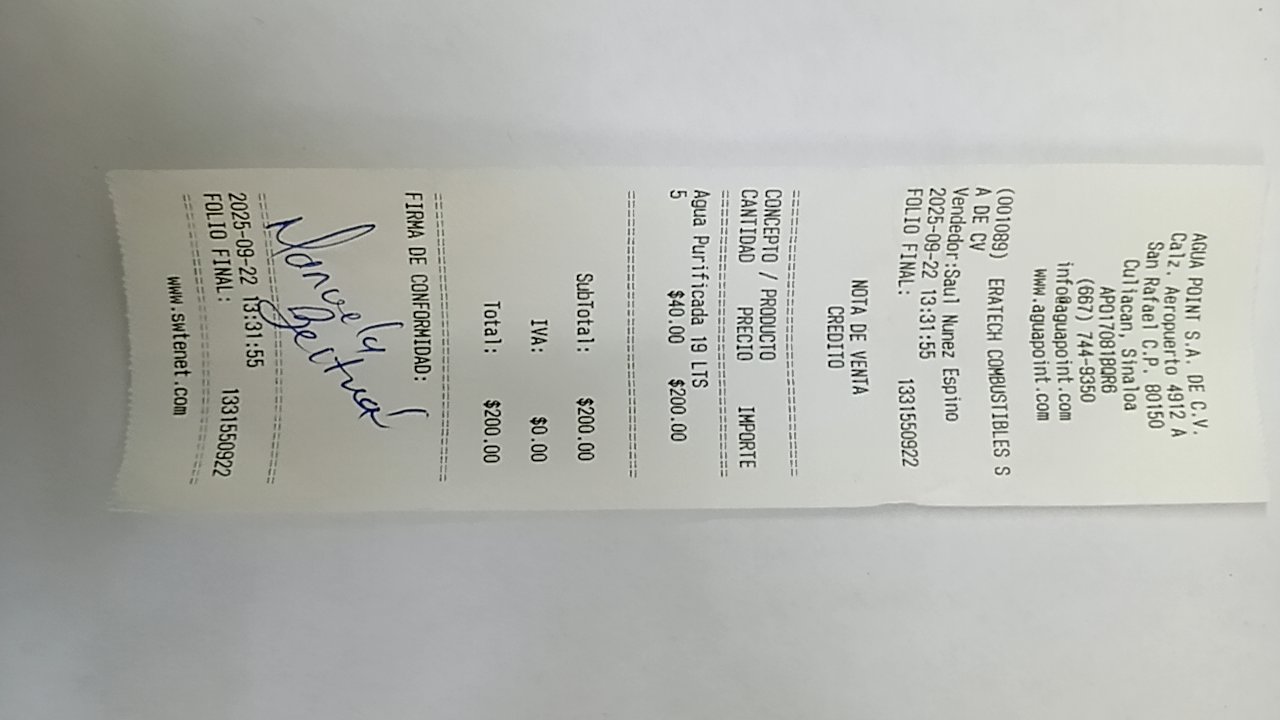 AGUA POINT S.A. DE C.V.
Calz. Aeropuerto 4912 A
San Rafael C.P. 80150
Culiacan, Sinaloa
APO170818QR6
(667) 744-9350
info@aguapoint.com
www.aguapoint.com
(001089) ERATECH COMBUSTIBLES S
A DE CV
Vendedor:Saul Nunez Espino
2025-09-22 13:31:55
FOLIO FINAL: 1331550922
NOTA DE VENTA
CREDITO
CONCEPTO / PRODUCTO
CANTIDAD PRECIO IMPORTE
Agua Purificada 19 LTS
5 $40.00 $200.00
SubTotal: $200.00
IVA: $0.00
Total: $200.00
FIRMA DE CONFORMIDAD:
Manuela
2025-09-22 13:31:55
FOLIO FINAL: 1331550922
www.swtenet.com